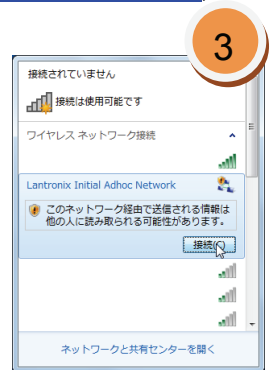 3
接続されていません
接続は使用可能です
ワイヤレス ネットワーク接続
Lantronix Initial Adhoc Network
このネットワーク経由で送信される情報は
他の人に読み取られる可能性があります。
接続(
ネットワークと共有センターを開く